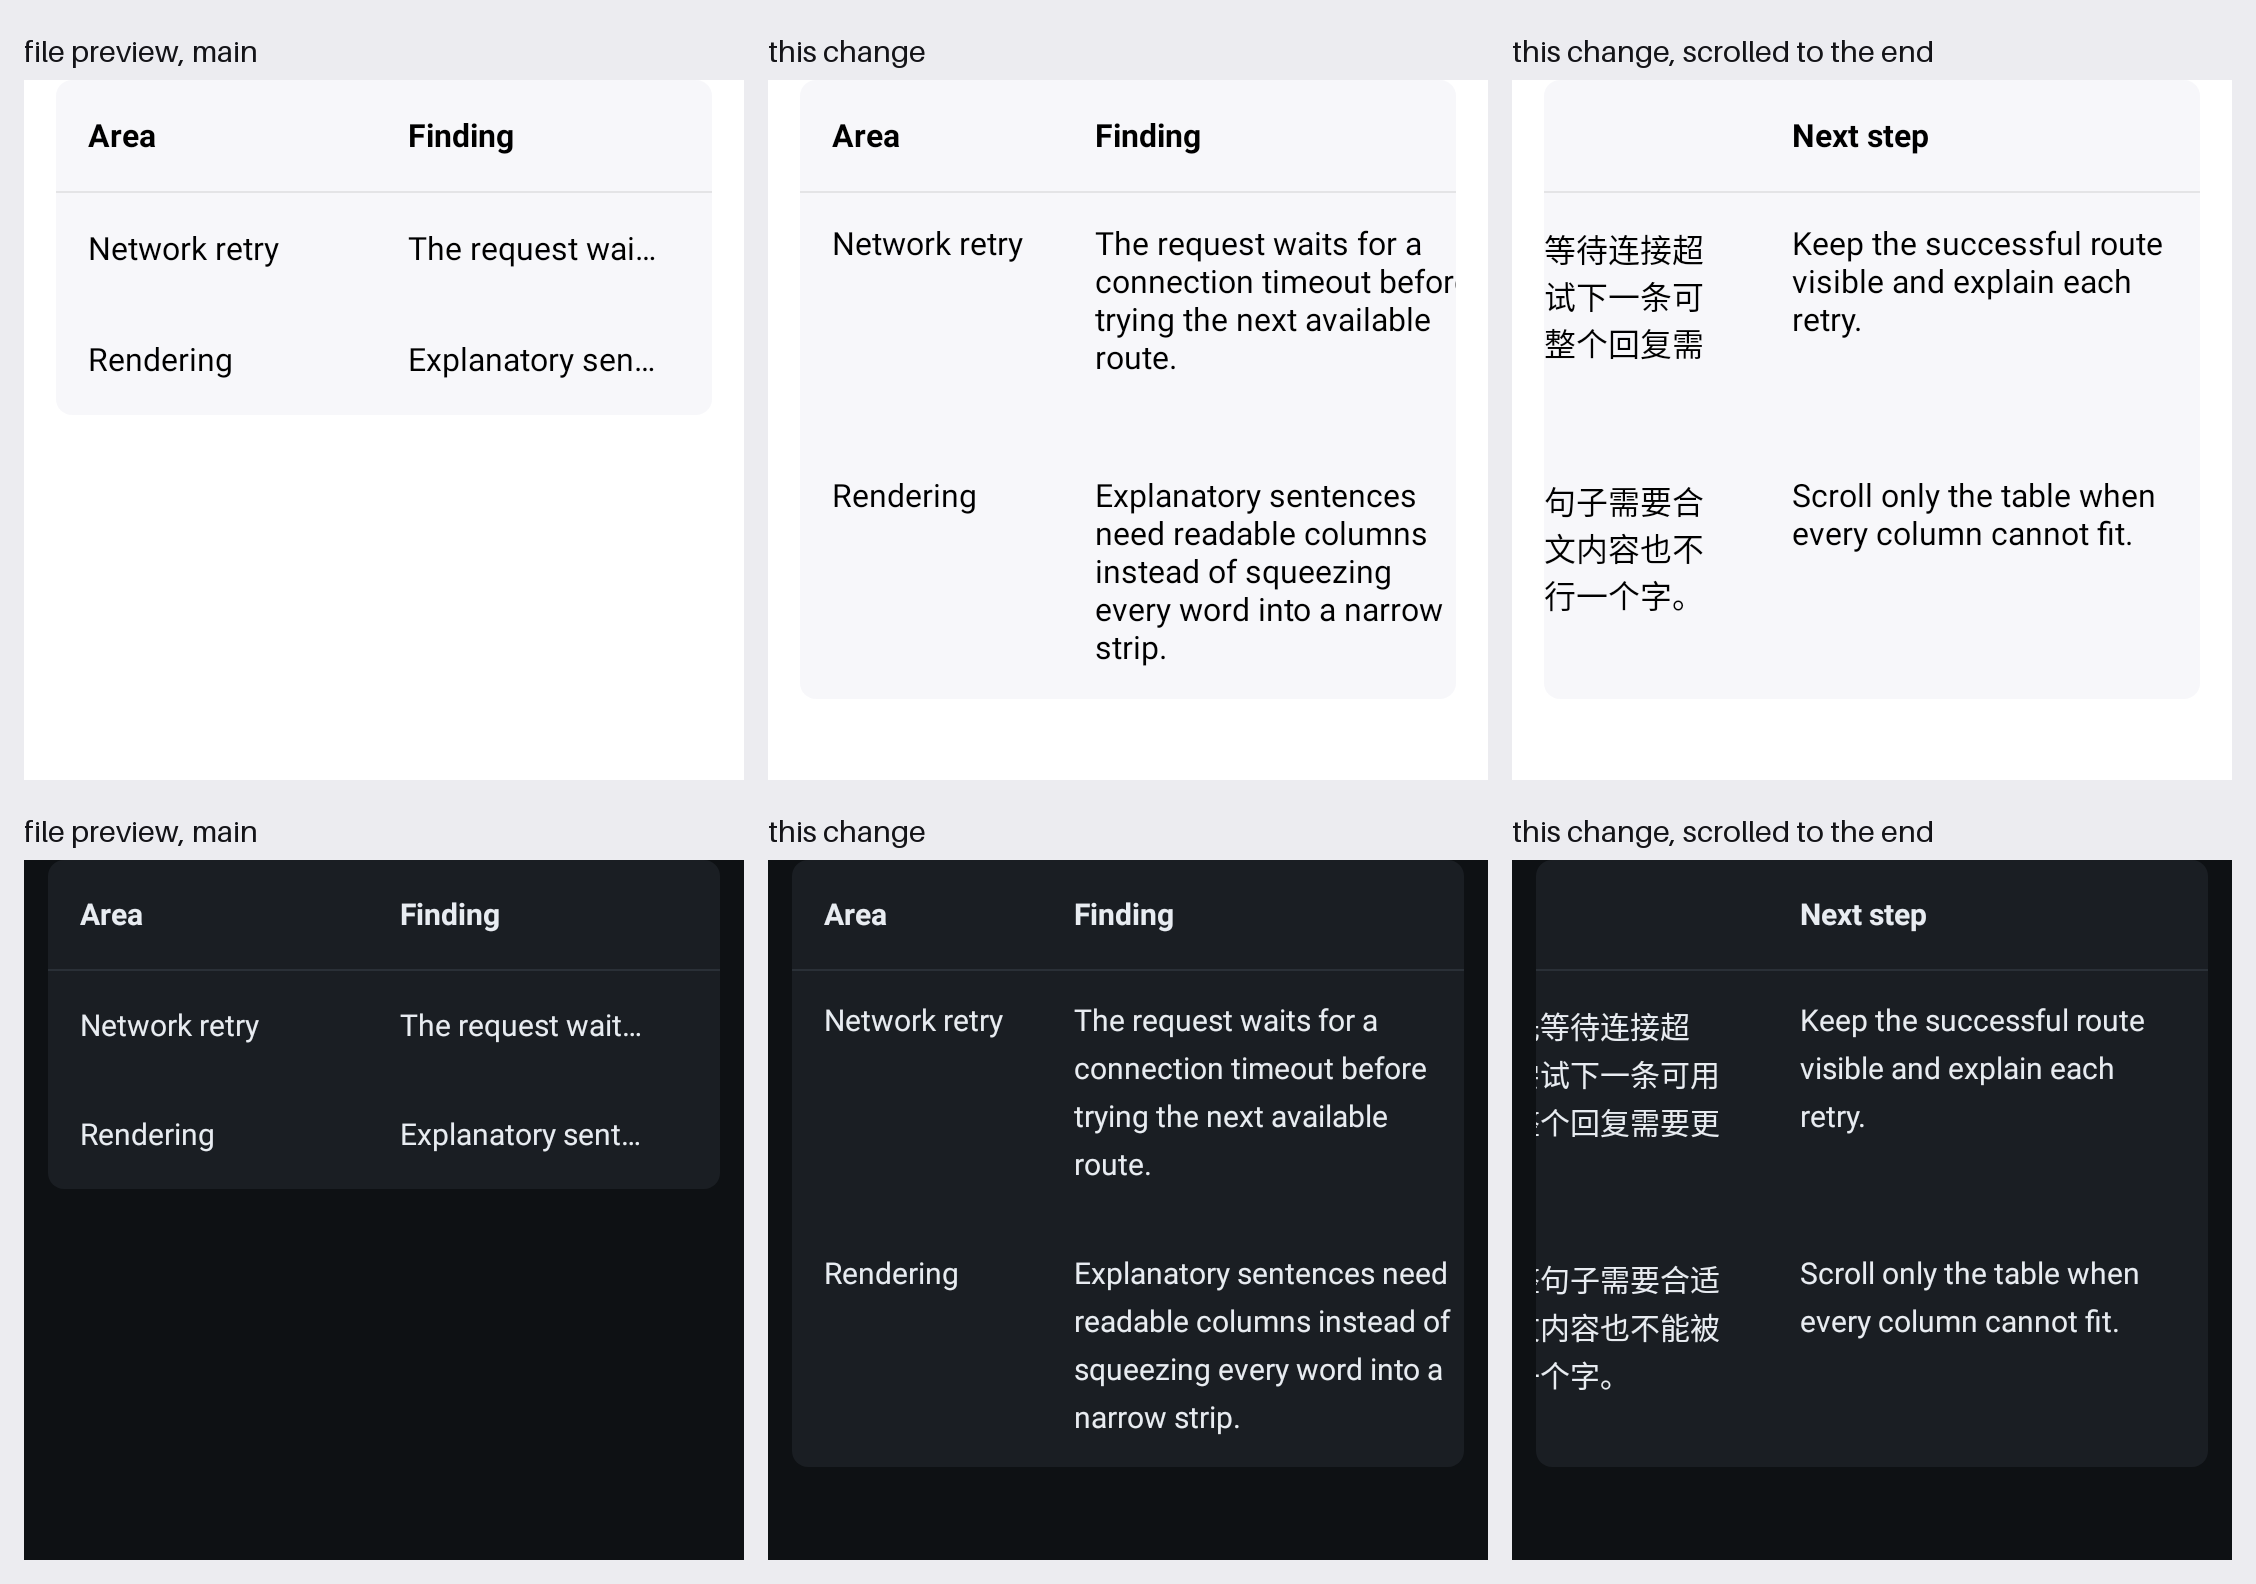 file preview, main
Area Finding
Network retry The request wai...
Rendering Explanatory sen...
this change
Area Finding
Network retry The request waits for a
connection timeout befor
trying the next available
route.
Rendering Explanatory sentences
need readable columns
instead of squeezing
every word into a narrow
strip.
this change, scrolled to the end
Next step
等待连接超
试下一条可
整个回复需
Keep the successful route
visible and explain each
retry.
句子需要合
文内容也不
行一个字。
Scroll only the table when
every column cannot fit.
file preview, main
Area Finding
Network retry The request wait...
Rendering Explanatory sent...
this change
Area Finding
Network retry The request waits for a
connection timeout before
trying the next available
route.
Rendering Explanatory sentences need
readable columns instead of
squeezing every word into a
narrow strip.
this change, scrolled to the end
Next step
等待连接超
试下一条可用
个回复需要更
Keep the successful route
visible and explain each
retry.
句子需要合适
内容也不能被
个字。
Scroll only the table when
every column cannot fit.